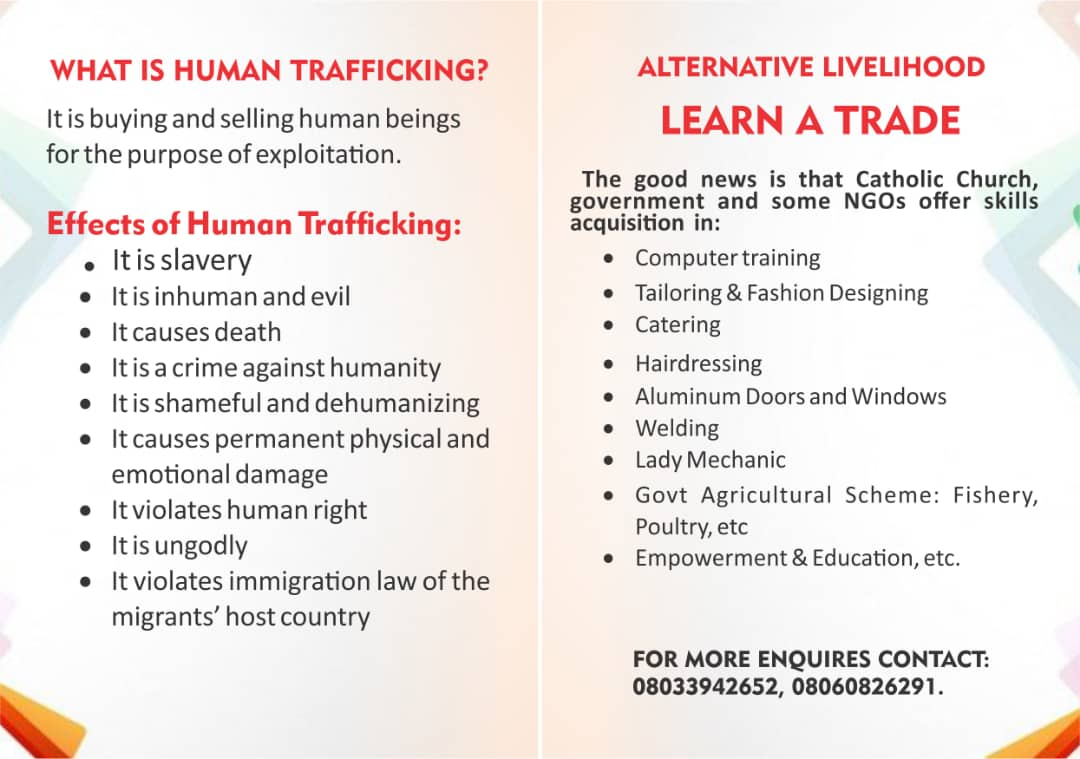 WHAT IS HUMAN TRAFFICKING?
It is buying and selling human beings
for the purpose of exploitation.
Effects of Human Trafficking:
• It is slavery
• It is inhuman and evil
• It causes death
• It is a crime against humanity
• It is shameful and dehumanizing
• It causes permanent physical and
emotional damage
• It violates human right
• It is ungodly
• It violates immigration law of the
migrants’ host country
ALTERNATIVE LIVELIHOOD
LEARN A TRADE
The good news is that Catholic Church,
government and some NGOs offer skills
acquisition in:
• Computer training
• Tailoring & Fashion Designing
• Catering
• Hairdressing
• Aluminum Doors and Windows
• Welding
• Lady Mechanic
• Govt Agricultural Scheme: Fishery,
Poultry, etc
• Empowerment & Education, etc.
FOR MORE ENQUIRES CONTACT:
08033942652, 08060826291.